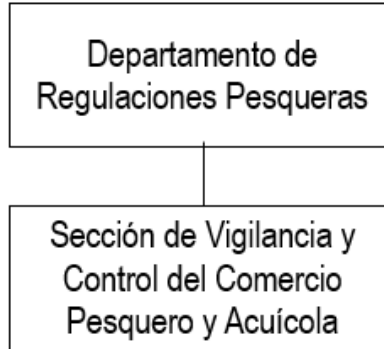 Departamento de
Regulaciones Pesqueras
Sección de Vigilancia y
Control del Comercio
Pesquero y Acuícola